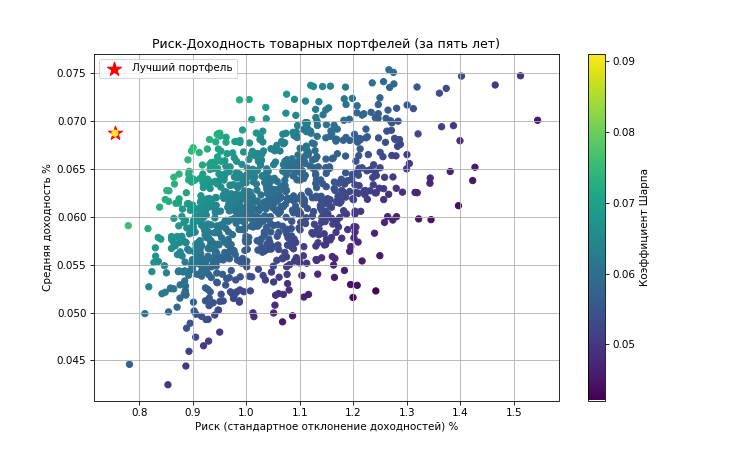 Риск-Доходность товарных портфелей (за пять лет)
Лучший портфель
0.075
0.070
0.065
0.060
0.055
0.050
0.045
Средняя доходность %
0.8 0.9 1.0 1.1 1.2 1.3 1.4 1.5
Риск (стандартное отклонение доходностей) %
0.09
0.08
0.07
0.06
0.05
Коэффициент Шарпа